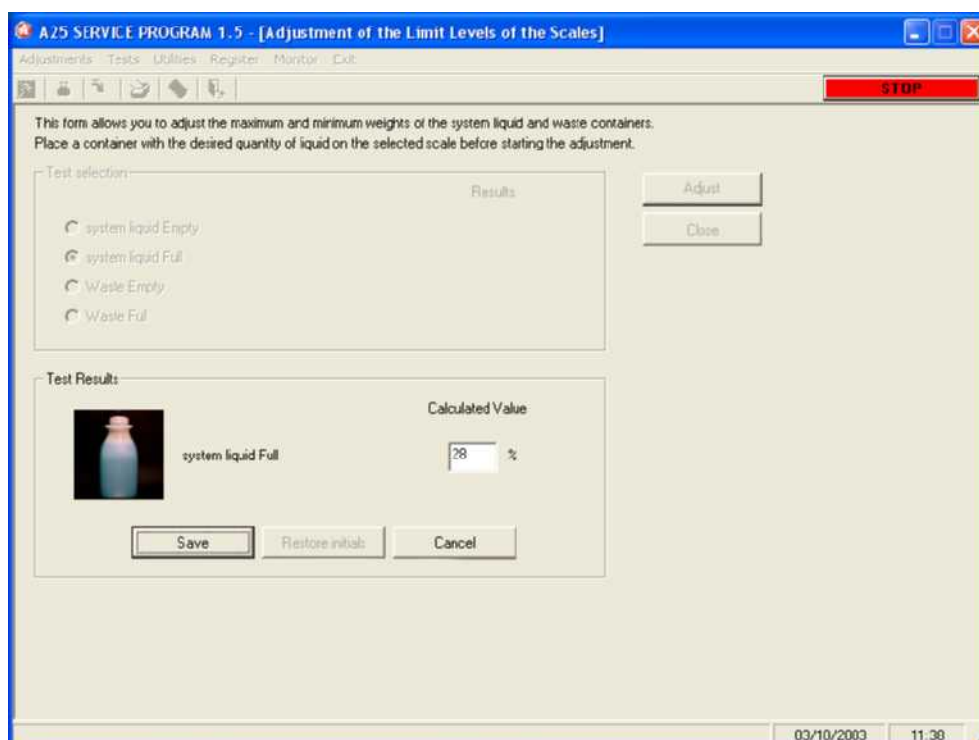 A25 SERVICE PROGRAM 1.5 - [Adjustment of the Limit Levels of the Scales]
Adjustments Tests Utilities Register Monitor Exit
STOP
This form allows you to adjust the maximum and minimum weights of the system liquid and waste containers.
Place a container with the desired quantity of liquid on the selected scale before starting the adjustment.
Test selection
Results
Adjust
system liquid Empty
Close
system liquid Full
Waste Empty
Waste Full
Test Results
Calculated Value
system liquid Full 28 %
Save Restore initials Cancel
03/10/2003 11:38